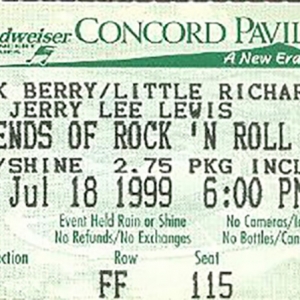 dweiser CONCORD PAVIL
NCERT
A New Era
K BERRY/LITTLE RICHAR
JERRY LEE LEWIS
ENDS OF ROCK 'N ROLL
/SHINE 2.75 PKG INCL
Jul 18 1999 6:00 PM
Event Held Rain or Shine No Cameras/
No Refunds/No Exchanges No Bottles/Can
ection Row Seat
FF 115